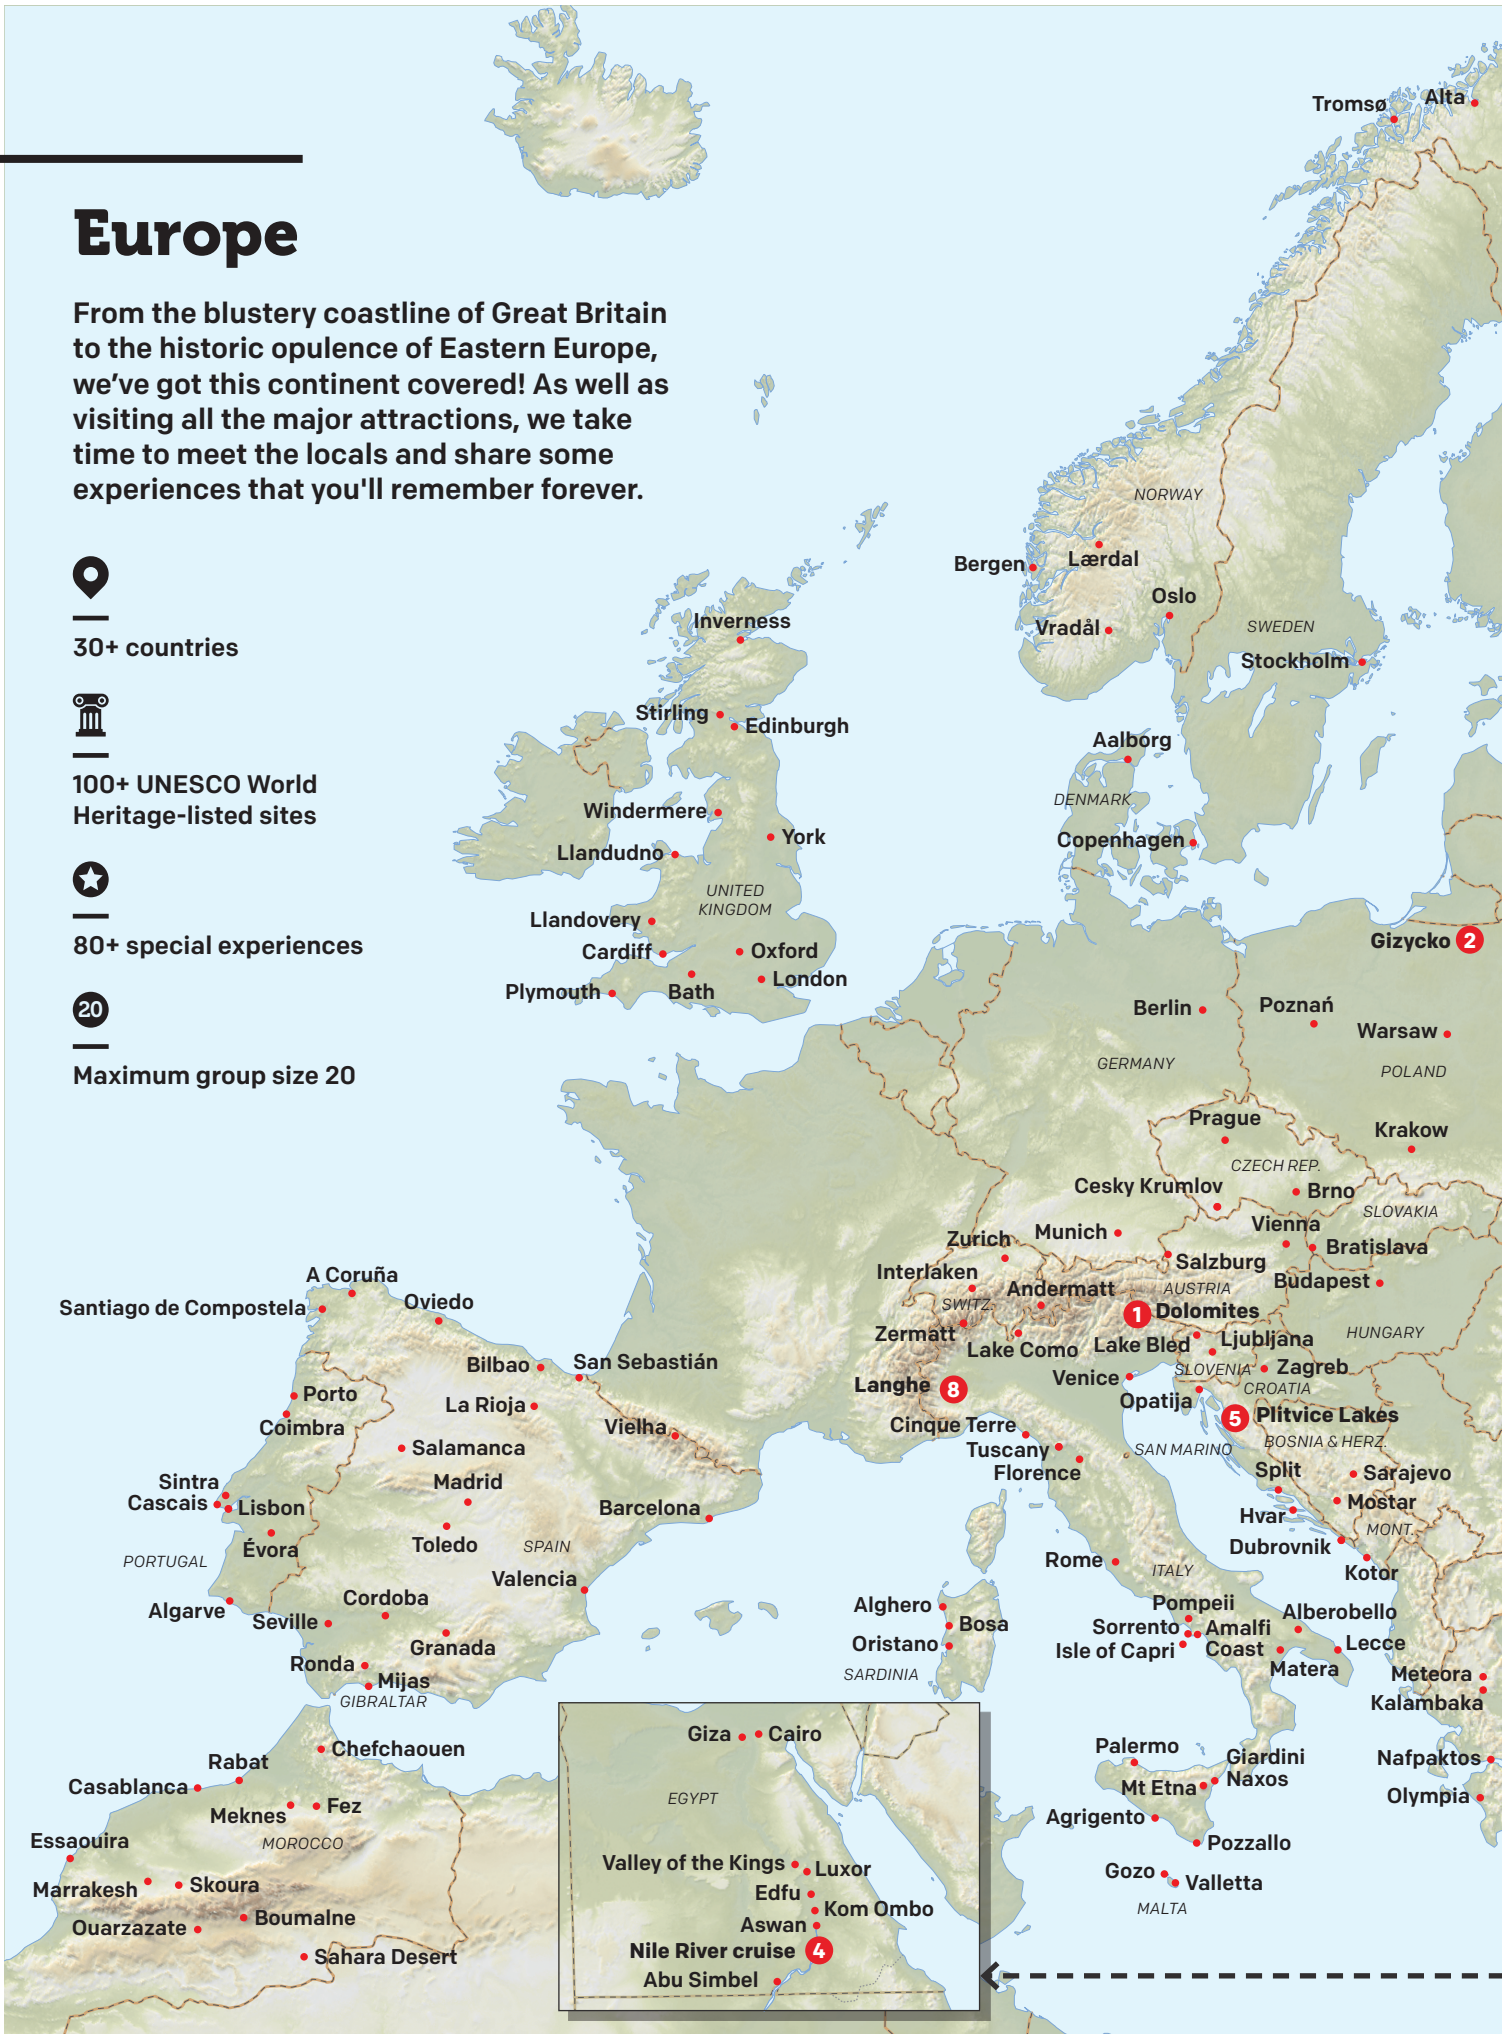 Europe
From the blustery coastline of Great Britain
to the historic opulence of Eastern Europe,
we've got this continent covered! As well as
visiting all the major attractions, we take
time to meet the locals and share some
experiences that you'll remember forever.
30+ countries
100+ UNESCO World
Heritage-listed sites
80+ special experiences
20
Maximum group size 20
Tromsø
Alta
NORWAY
Bergen
Lærdal
Oslo
Vradål
SWEDEN
Stockholm
Inverness
Stirling
Edinburgh
Aalborg
DENMARK
Copenhagen
Windermere
York
Llandudno
UNITED
KINGDOM
Llandovery
Cardiff
Oxford
London
Plymouth
Bath
Gizycko 2
Berlin
Poznań
Warsaw
GERMANY
POLAND
Prague
Krakow
CZECH REP.
Cesky Krumlov
Brno
SLOVAKIA
Vienna
Munich
Zurich
Bratislava
Salzburg
Interlaken
Budapest
Andermatt
AUSTRIA
SWITZ.
1 Dolomites
Zermatt
Lake Como
Lake Bled
Ljubljana
HUNGARY
SLOVENIA
Zagreb
Venice
CROATIA
Langhe 8
Opatija
5 Plitvice Lakes
Cinque Terre
Tuscany
SAN MARINO
BOSNIA & HERZ.
Florence
Split
Sarajevo
Mostar
Hvar
MONT.
Dubrovnik
Kotor
Rome
ITALY
A Coruña
Santiago de Compostela
Oviedo
Bilbao
San Sebastián
Porto
La Rioja
Coimbra
Vielha
Salamanca
Sintra
Madrid
Cascais
Lisbon
Barcelona
Évora
Toledo
SPAIN
PORTUGAL
Valencia
Algarve
Cordoba
Seville
Granada
Ronda
Mijas
GIBRALTAR
Alghero
Bosa
Oristano
SARDINIA
Pompeii
Sorrento
Amalfi
Coast
Isle of Capri
Alberobello
Lecce
Matera
Meteora
Kalambaka
Palermo
Giardini
Naxos
Mt Etna
Nafpaktos
Olympia
Agrigento
Pozzallo
Gozo
Valletta
MALTA
Chefchaouen
Rabat
Casablanca
Meknes
Fez
Essaouira
MOROCCO
Marrakesh
Skoura
Ouarzazate
Boumalne
Sahara Desert
Giza
Cairo
EGYPT
Valley of the Kings
Luxor
Edfu
Kom Ombo
Aswan
Nile River cruise 4
Abu Simbel